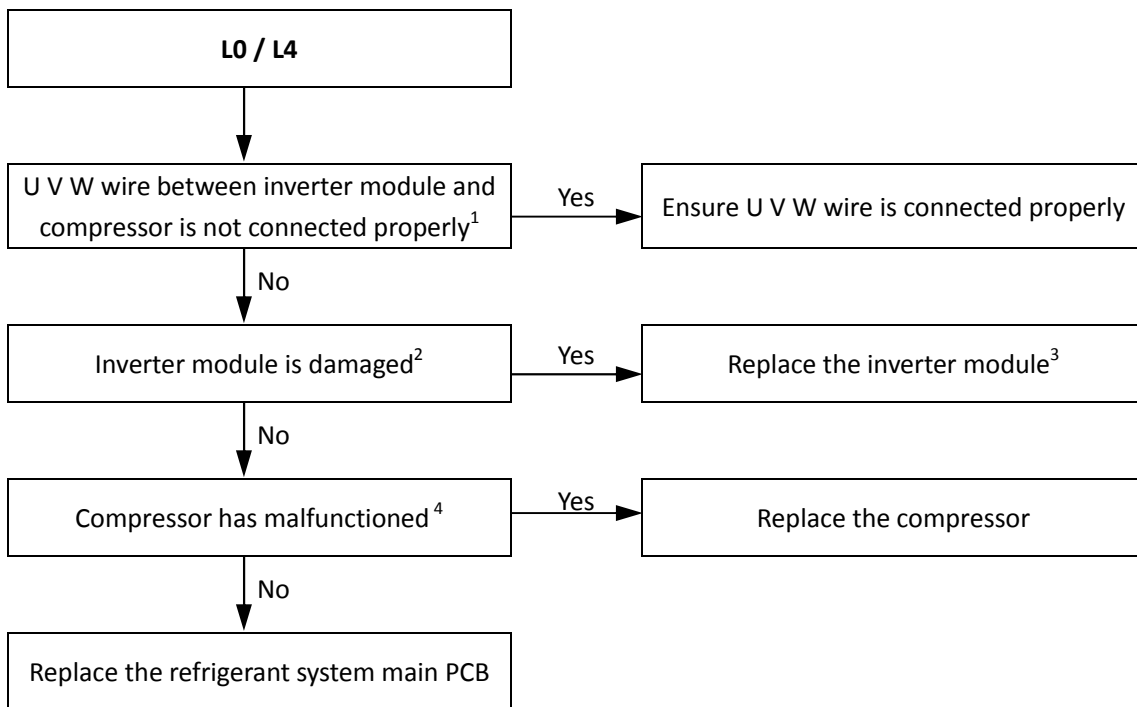 L0 / L4
U V W wire between inverter module and
compressor is not connected properly1
Yes
Ensure U V W wire is connected properly
No
Inverter module is damaged2
Yes
Replace the inverter module3
No
Compressor has malfunctioned 4
Yes
Replace the compressor
No
Replace the refrigerant system main PCB